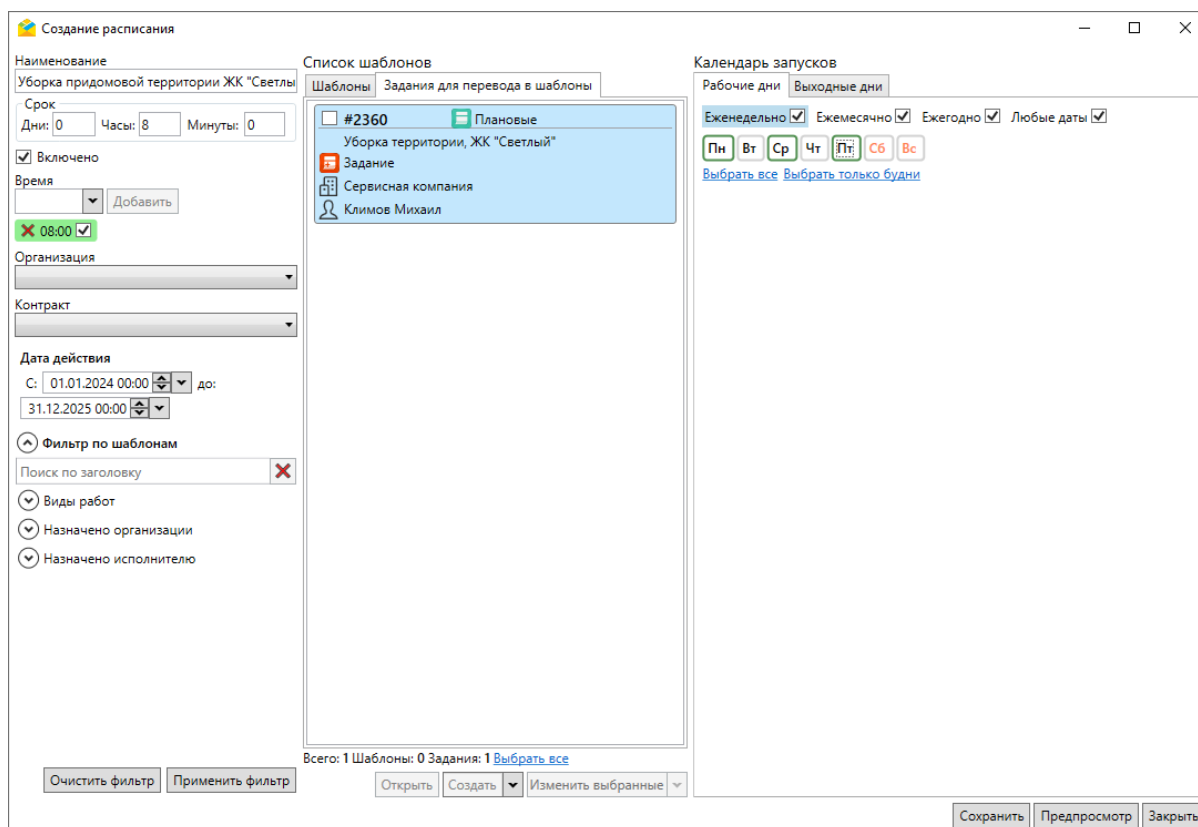 Создание расписания
Наименование
Уборка придомовой территории ЖК "Светлы
Срок
Дни: 0 Часы: 8 Минуты: 0
Включено
Время
Добавить
08:00
Организация
Контракт
Дата действия
С: 01.01.2024 00:00 до:
31.12.2025 00:00
Фильтр по шаблонам
Поиск по заголовку
Виды работ
Назначено организации
Назначено исполнителю
Очистить фильтр Применить фильтр
Список шаблонов
Шаблоны Задания для перевода в шаблоны
#2360 Плановые
Уборка территории, ЖК "Светлый"
Задание
Сервисная компания
Климов Михаил
Всего: 1 Шаблоны: 0 Задания: 1 Выбрать все
Открыть Создать Изменить выбранные
Календарь запусков
Рабочие дни Выходные дни
Еженедельно Ежемесячно Ежегодно Любые даты
Пн Вт Ср Чт Пт Сб Вс
Выбрать все Выбрать только будни
Сохранить Предпросмотр Закрыть